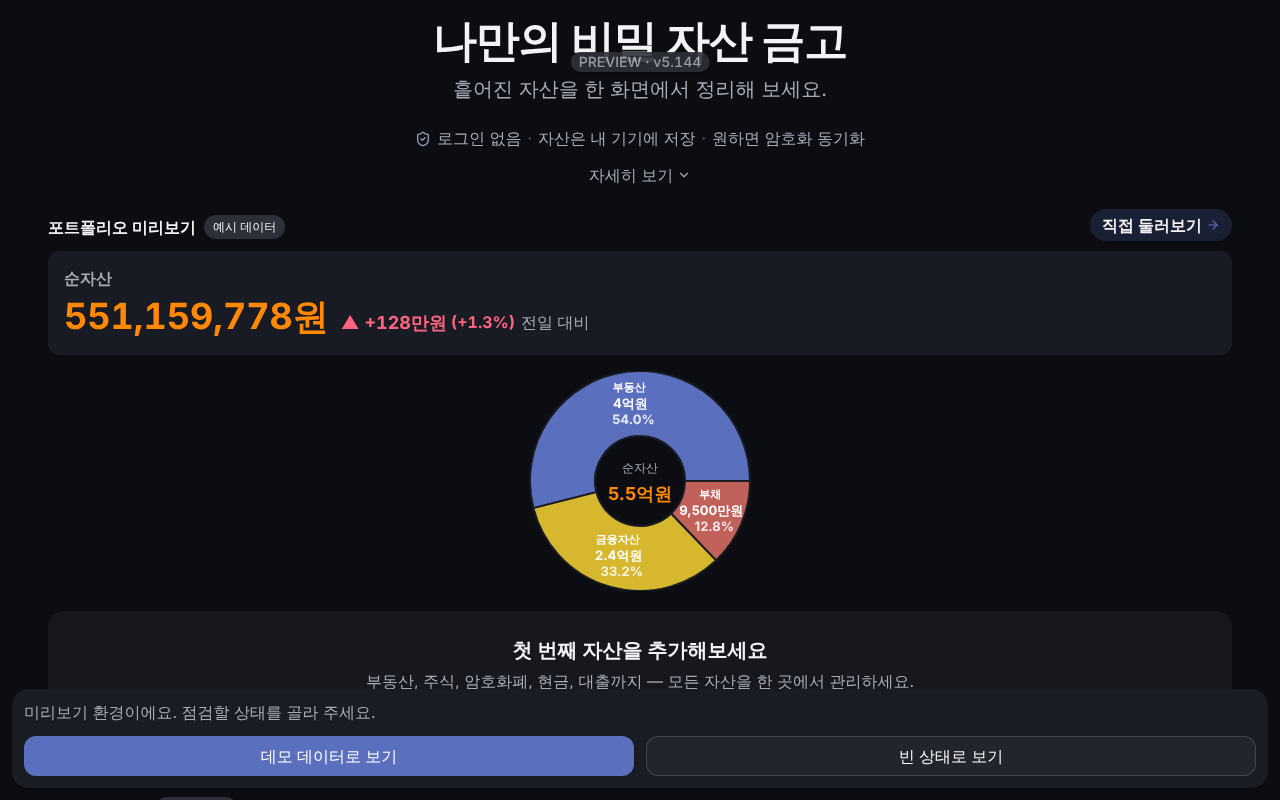 나만의 비밀 자산 금고
PREVIEW · v5.144
흩어진 자산을 한 화면에서 정리해 보세요.
로그인 없음 · 자산은 내 기기에 저장 · 원하면 암호화 동기화
자세히 보기
포트폴리오 미리보기 예시 데이터
직접 둘러보기
순자산
551,159,778원 ▲ +128만원 (+1.3%) 전일 대비
부동산
4억원
54.0%
순자산
5.5억원
부채
9,500만원
12.8%
금융자산
2.4억원
33.2%
첫 번째 자산을 추가해보세요
부동산, 주식, 암호화폐, 현금, 대출까지 — 모든 자산을 한 곳에서 관리하세요.
미리보기 환경이에요. 점검할 상태를 골라 주세요.
데모 데이터로 보기
빈 상태로 보기